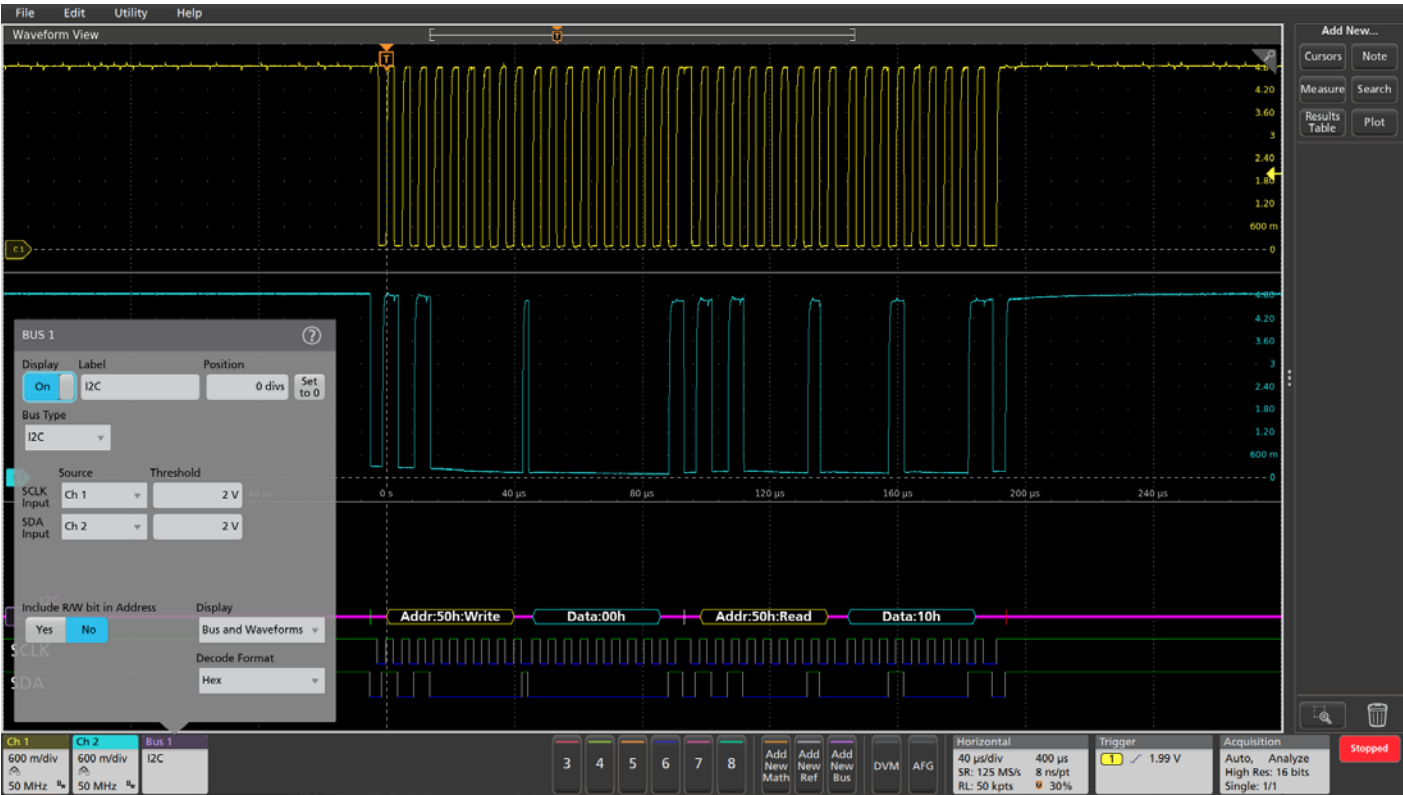 File Edit Utility Help
Waveform View
Add New...
Cursors Note
Measure Search
Results Table Plot
T
T
4.20
3.60
3
2.40
1.80
1.20
600 m
0
C1
4.80
4.20
3.60
3
2.40
1.80
1.20
600 m
0
BUS 1 ?
Display Label Position
On I2C 0 divs Set to 0
Bus Type
I2C
Source Threshold
SCLK Input Ch 1 2 V
SDA Input Ch 2 2 V
Include R/W bit in Address Display
Yes No Bus and Waveforms
Decode Format
Hex
0 s 40 µs 80 µs 120 µs 160 µs 200 µs 240 µs
I2C
Addr:50h:Write Data:00h Addr:50h:Read Data:10h
SCLK
SDA
Ch 1
600 m/div
50 MHz
Ch 2
600 m/div
50 MHz
Bus 1
I2C
3 4 5 6 7 8
Add New Math
Add New Ref
Add New Bus
DVM AFG
Horizontal
40 µs/div 400 µs
SR: 125 MS/s 8 ns/pt
RL: 50 kpts 30%
Trigger
1 1.99 V
Acquisition
Auto, Analyze
High Res: 16 bits
Single: 1/1
Stopped